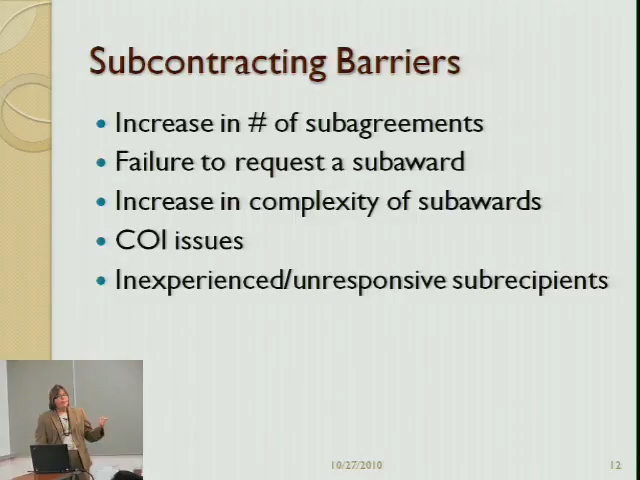 Subcontracting Barriers
• Increase in # of subagreements
• Failure to request a subaward
• Increase in complexity of subawards
• COI issues
• Inexperienced/unresponsive subrecipients
10/27/2010
12